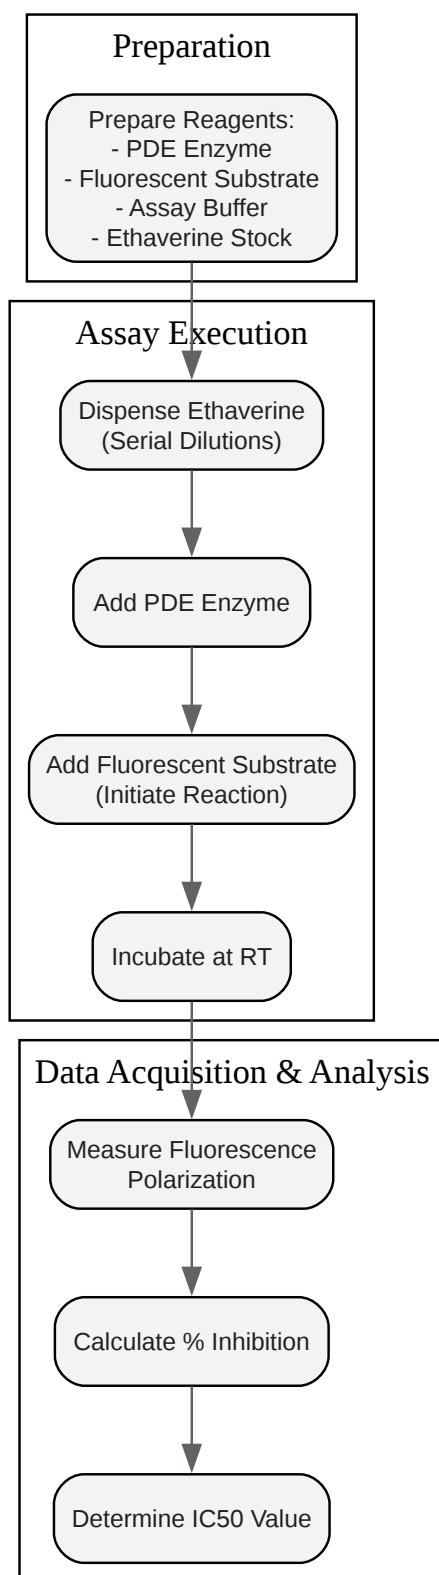 Preparation
Prepare Reagents:
- PDE Enzyme
- Fluorescent Substrate
- Assay Buffer
- Ethaverine Stock
Assay Execution
Dispense Ethaverine
(Serial Dilutions)
Add PDE Enzyme
Add Fluorescent Substrate
(Initiate Reaction)
Incubate at RT
Data Acquisition & Analysis
Measure Fluorescence
Polarization
Calculate % Inhibition
Determine IC50 Value